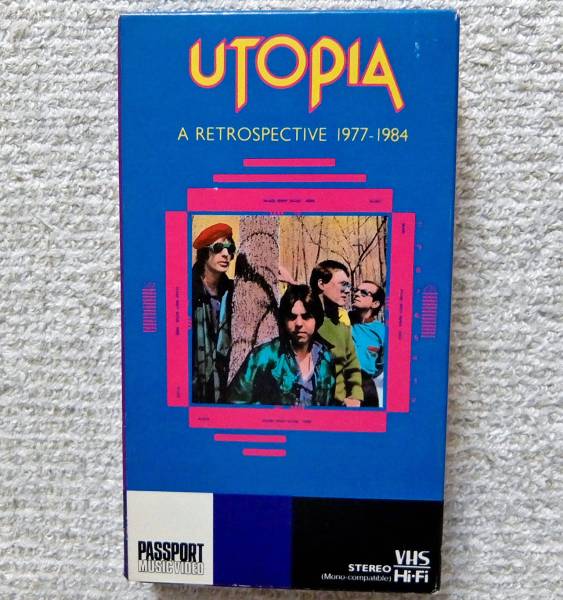 UTOPIA
A RETROSPECTIVE 1977-1984
PASSPORT
MUSIC VIDEO
STEREO
(Mono-compatible)
VHS
Hi-Fi